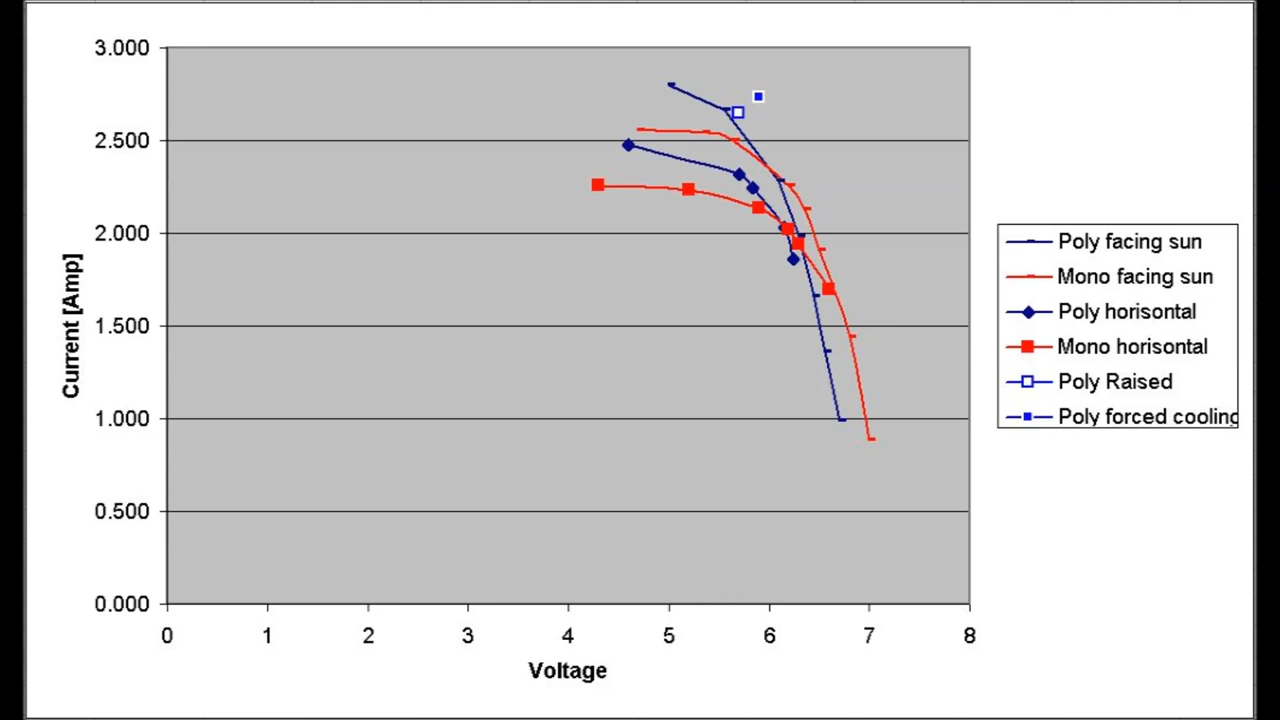 3.000
2.500
2.000
1.500
1.000
0.500
0.000
Current [Amp]
0 1 2 3 4 5 6 7 8
Voltage
Poly facing sun
Mono facing sun
Poly horisontal
Mono horisontal
Poly Raised
Poly forced cooling